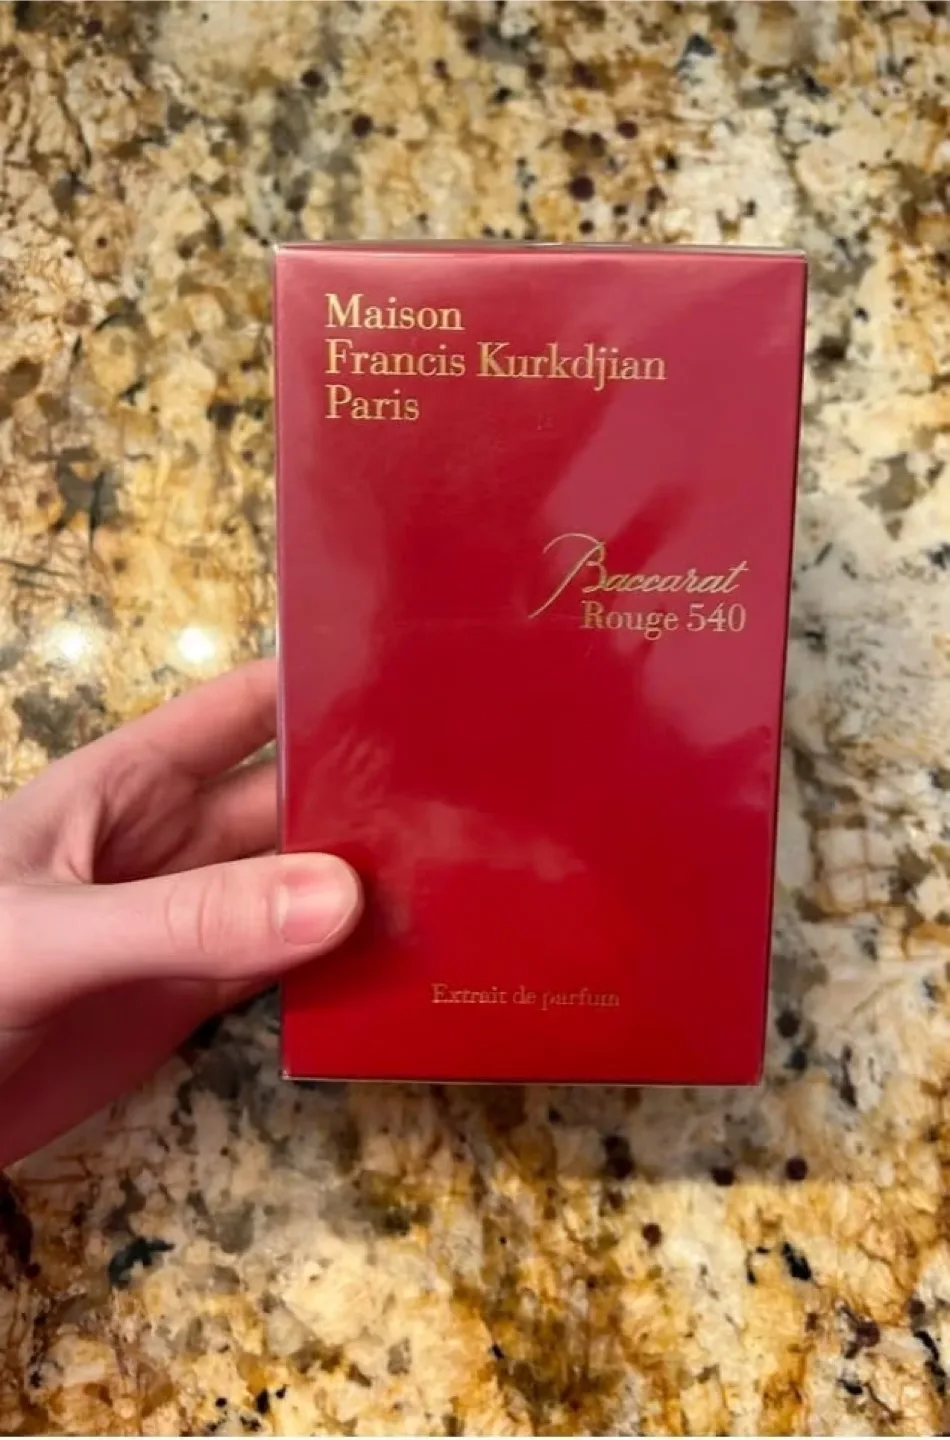 Maison
Francis Kurkdjian
Paris
Baccarat
Rouge 540
Extrait de parfum